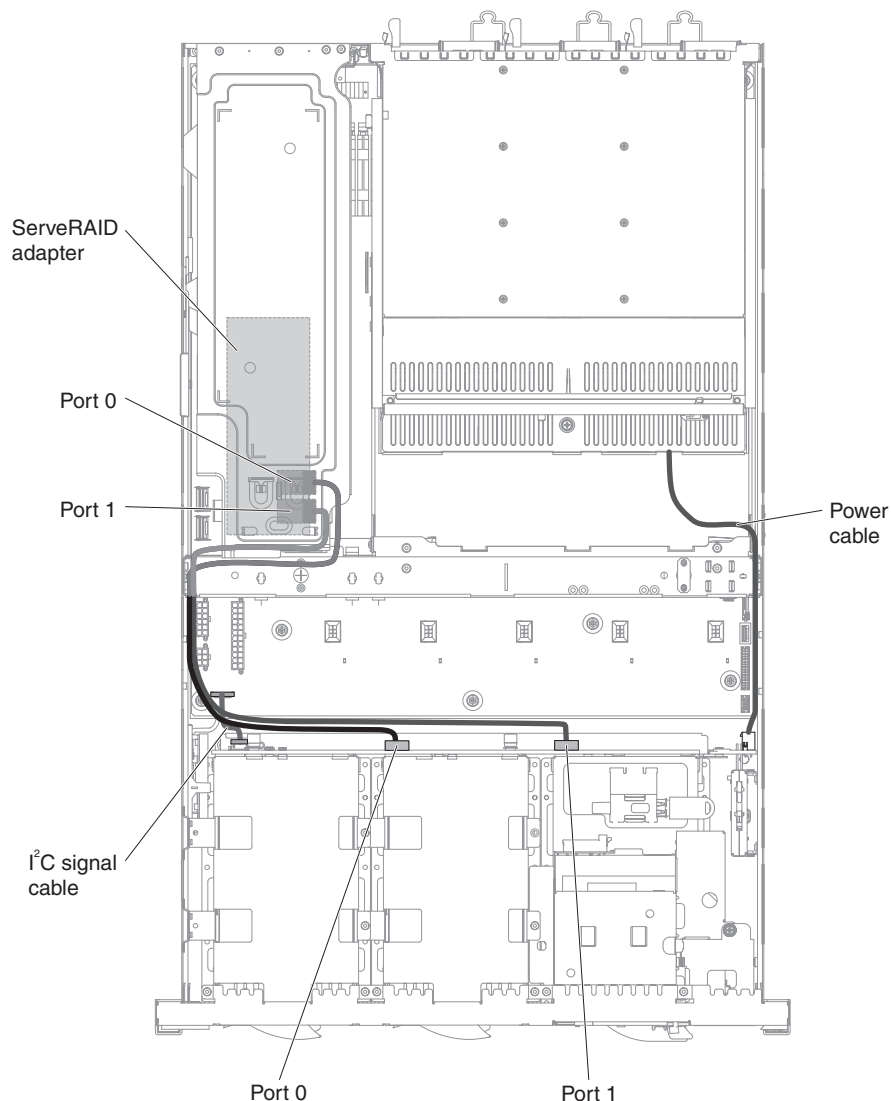 ServeRAID
adapter
Port 0
Port 1
Power
cable
I²C signal
cable
Port 0
Port 1